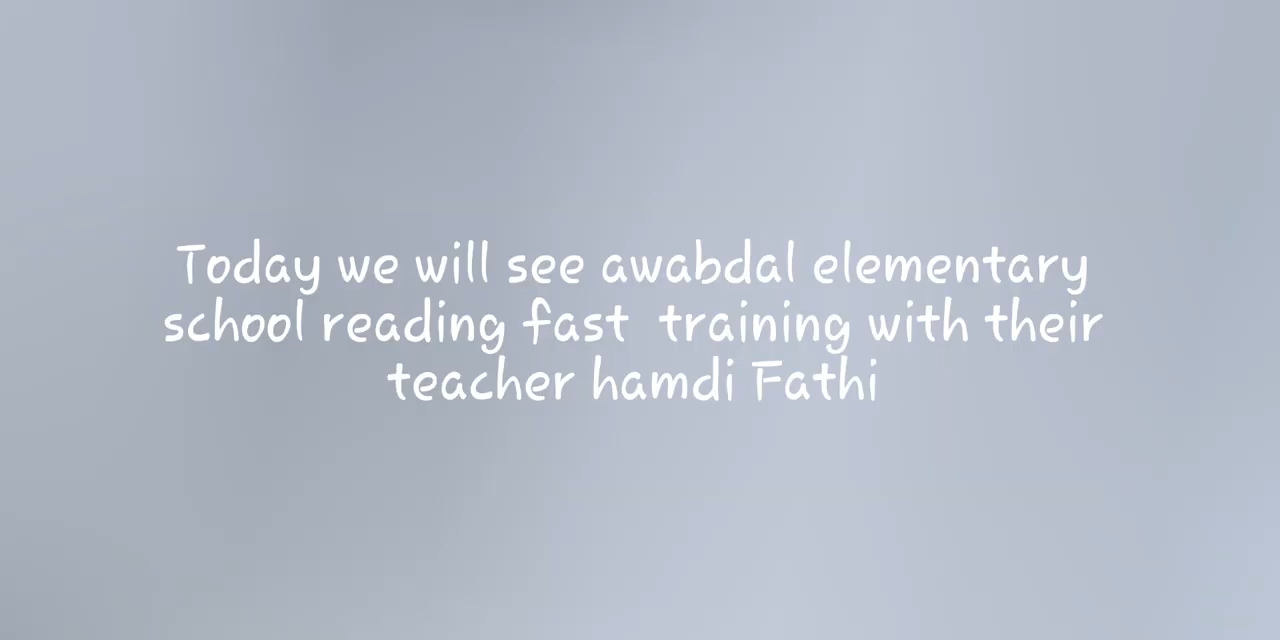 Today we will see awabdal elementary
school reading fast  training with their
teacher hamdi Fathi